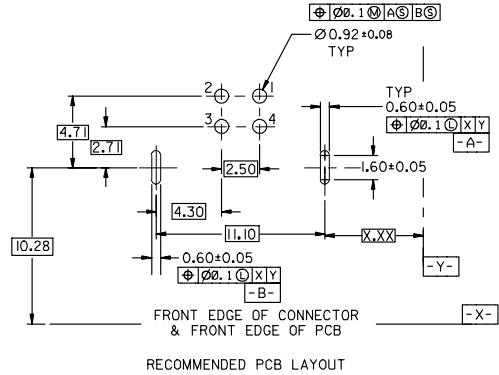 ⌖ Ø0.1 Ⓜ A Ⓢ B Ⓢ
Ø0.92±0.08
TYP
2 1
3 4
TYP
0.60±0.05
⌖ Ø0.1 Ⓛ X Y
-A-
4.71
2.71
2.50
1.60±0.05
4.30
11.10
X.XX
10.28
0.60±0.05
⌖ Ø0.1 Ⓛ X Y
-B-
-Y-
-X-
FRONT EDGE OF CONNECTOR
& FRONT EDGE OF PCB
RECOMMENDED PCB LAYOUT